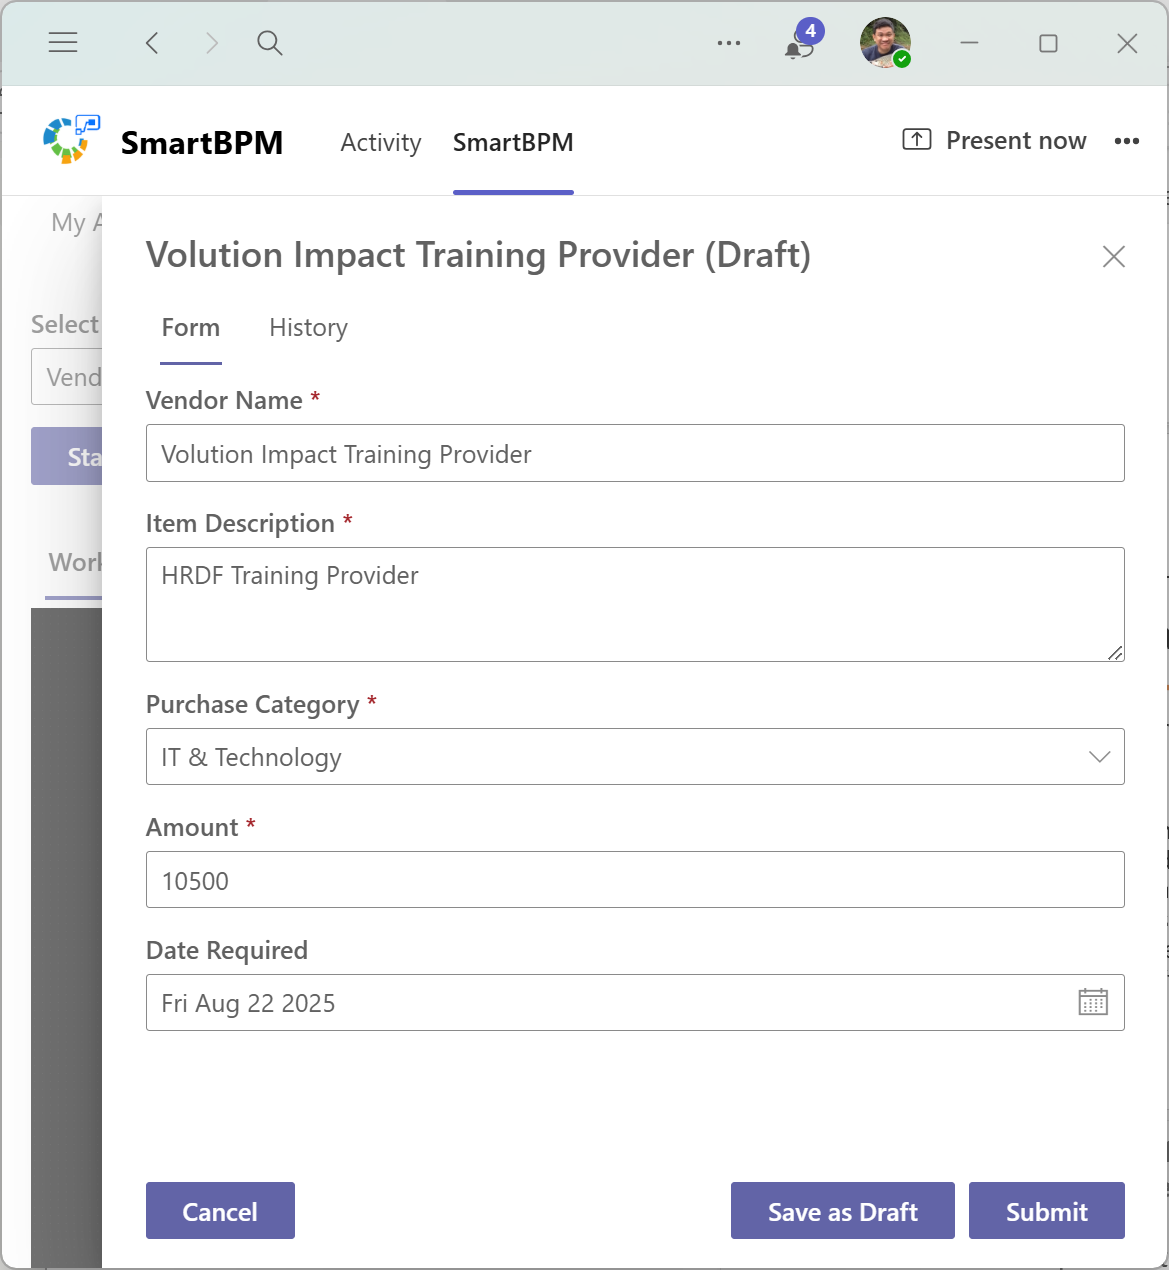 4
SmartBPM
Activity
SmartBPM
Present now
My A
Volution Impact Training Provider (Draft)
Form
History
Select
Vend
Sta
Work
Vendor Name *
Volution Impact Training Provider
Item Description *
HRDF Training Provider
Purchase Category *
IT & Technology
Amount *
10500
Date Required
Fri Aug 22 2025
Cancel
Save as Draft
Submit